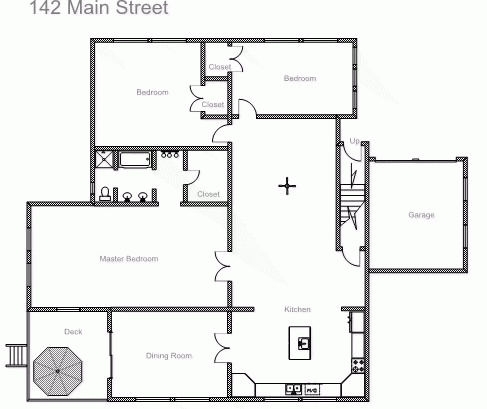 142 Main Street
Closet
Bedroom
Bedroom
Closet
Up
Closet
Garage
Master Bedroom
Kitchen
Deck
Dining Room